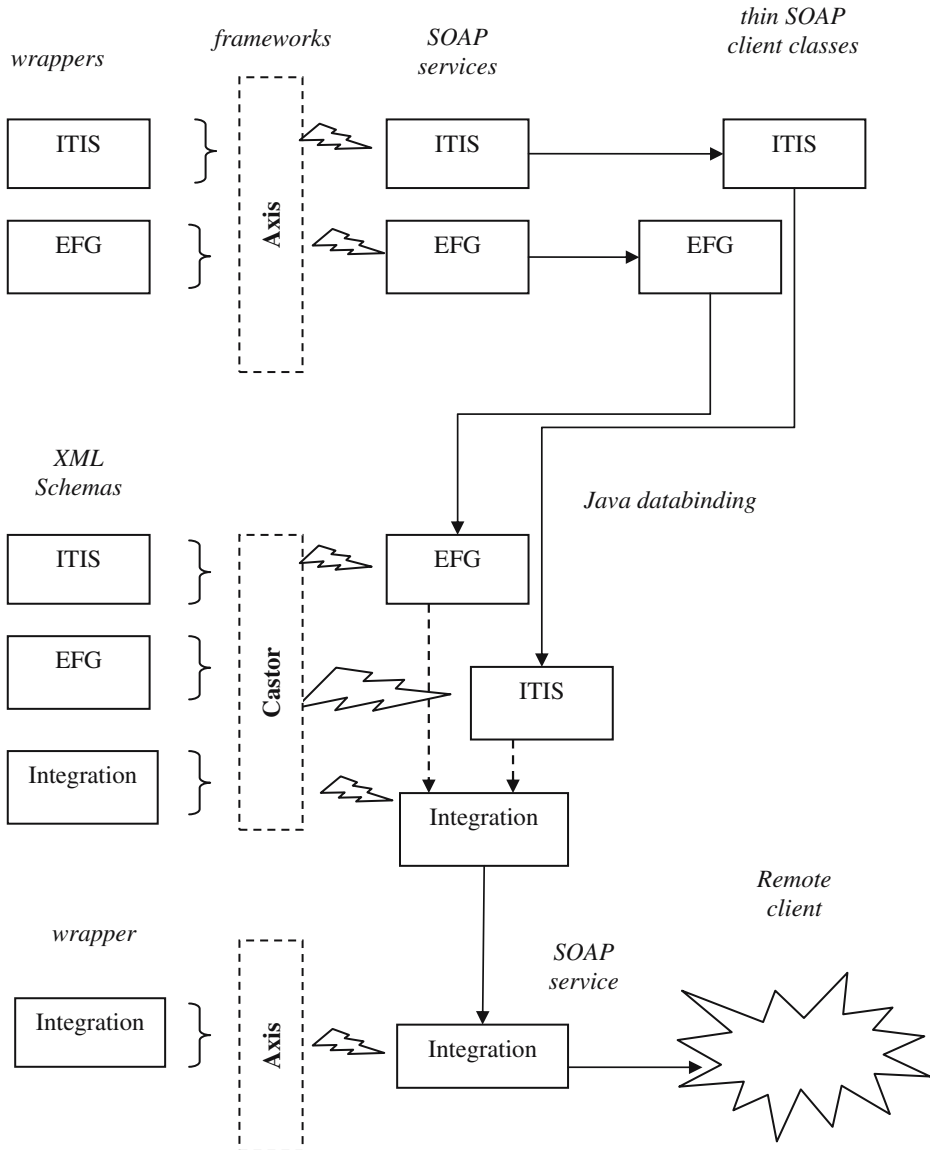 wrappers
frameworks
SOAP
services
thin SOAP
client classes
ITIS
Axis
ITIS
ITIS
EFG
EFG
EFG
XML
Schemas
Java databinding
ITIS
Castor
EFG
EFG
ITIS
Integration
Integration
Remote
client
wrapper
SOAP
service
Integration
Axis
Integration